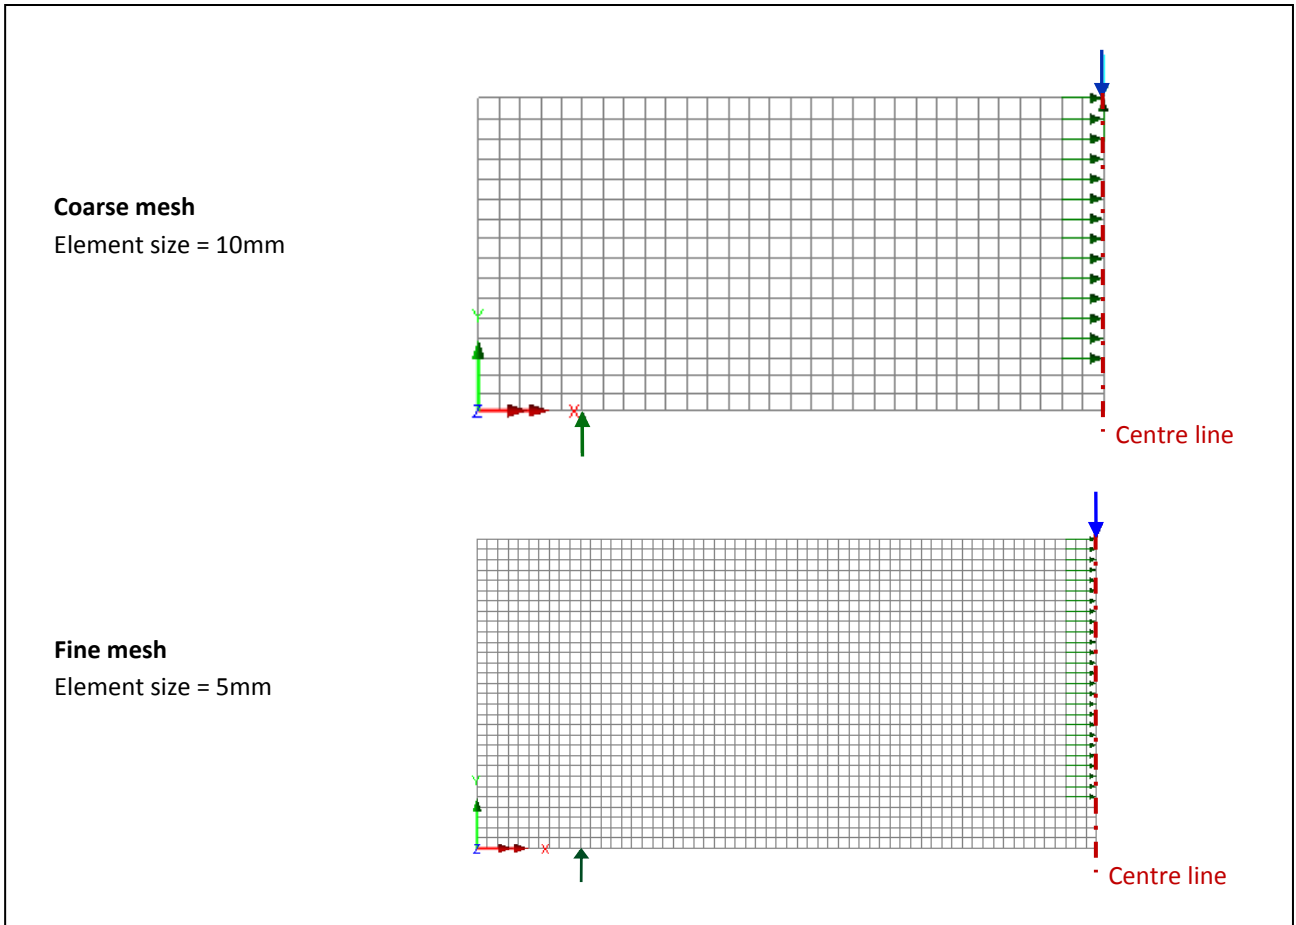 Coarse mesh
Element size = 10mm
Y
Z
X
Centre line
Fine mesh
Element size = 5mm
Y
Z
X
Centre line